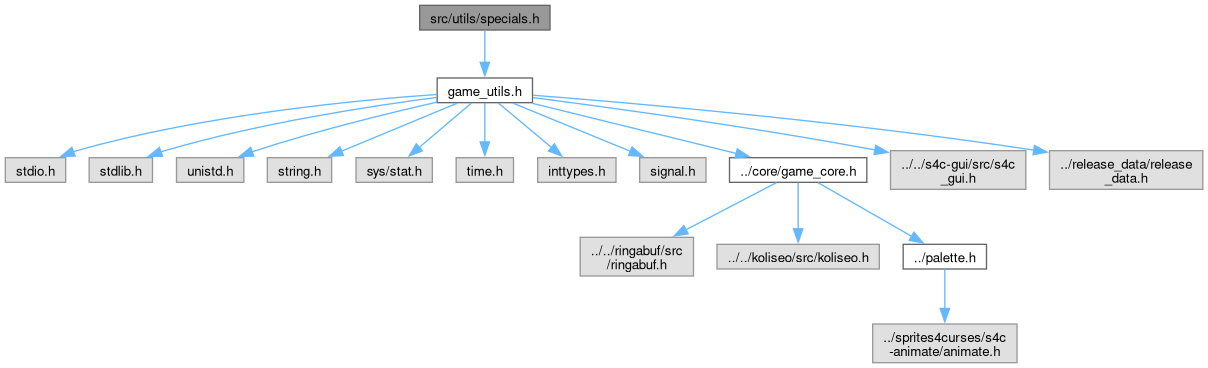 src/utils/specials.h
game_utils.h
stdio.h
stdlib.h
unistd.h
string.h
sys/stat.h
time.h
inttypes.h
signal.h
../core/game_core.h
../../s4c-gui/src/s4c
_gui.h
../release_data/release
_data.h
../../ringabuf/src
/ringabuf.h
../../koliseo/src/koliseo.h
../palette.h
../sprites4curses/s4c
-animate/animate.h